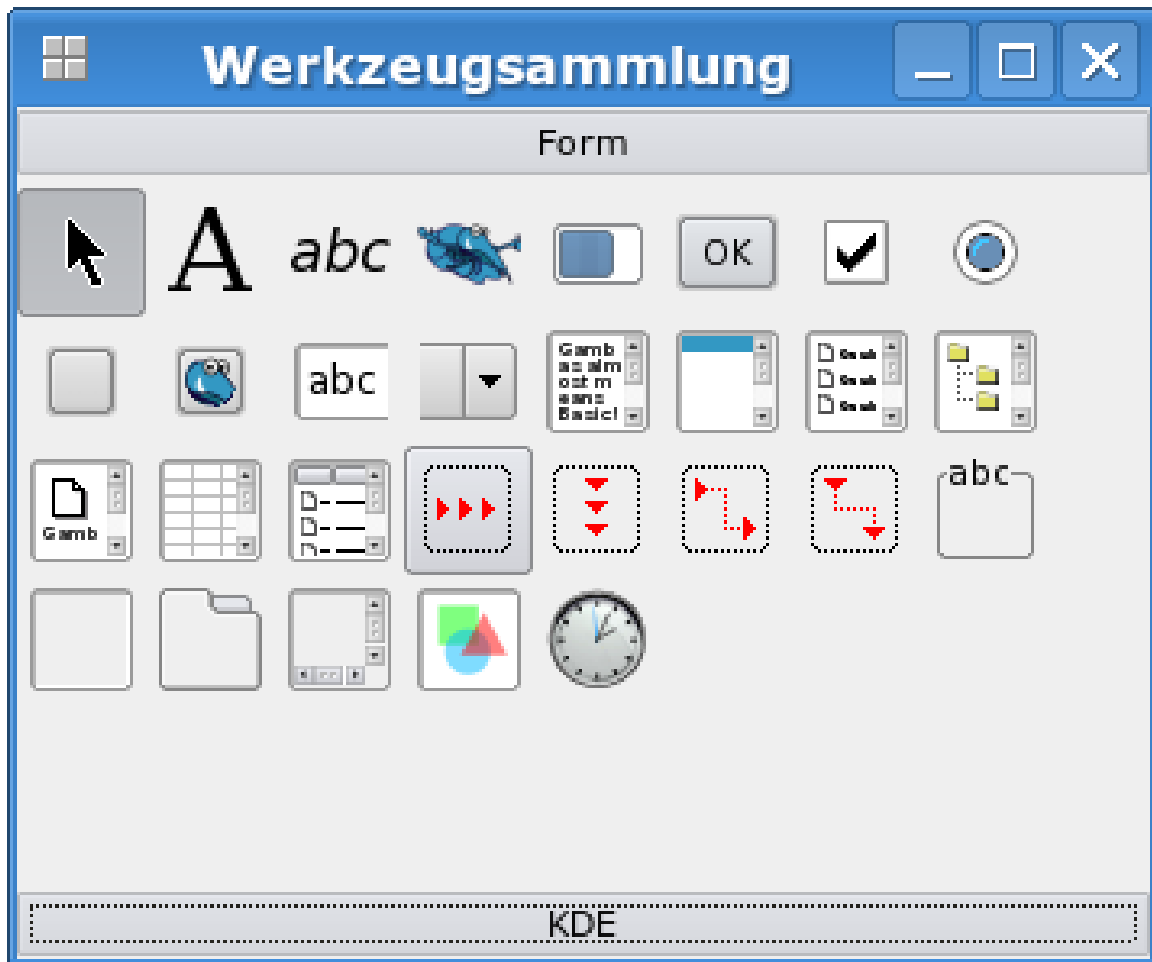 Werkzeugsammlung
Form
A abc OK
abc
Gamb
as alm
ost m
eans
Basic!
abc
Gamb
KDE